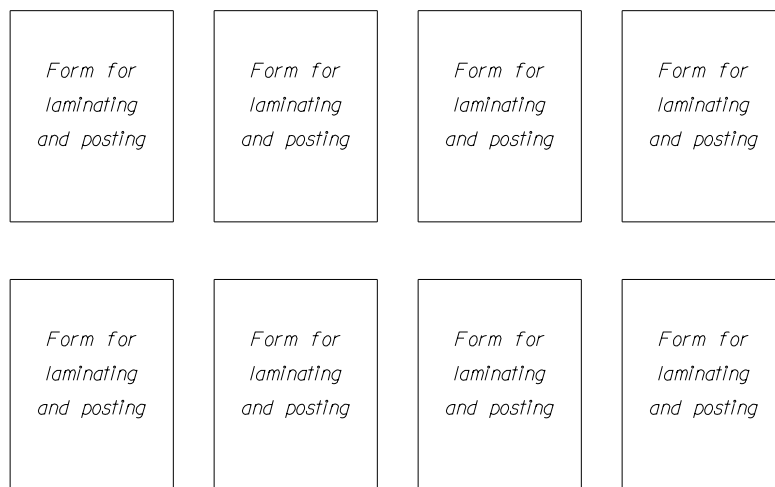 Form for
laminating
and posting
Form for
laminating
and posting
Form for
laminating
and posting
Form for
laminating
and posting
Form for
laminating
and posting
Form for
laminating
and posting
Form for
laminating
and posting
Form for
laminating
and posting